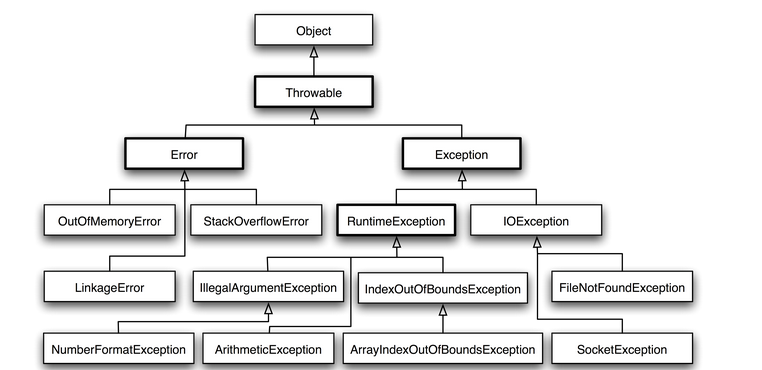 Object
Throwable
Error
Exception
OutOfMemoryError
StackOverflowError
RuntimeException
IOException
LinkageError
IllegalArgumentException
IndexOutOfBoundsException
FileNotFoundException
NumberFormatException
ArithmeticException
ArrayIndexOutOfBoundsException
SocketException